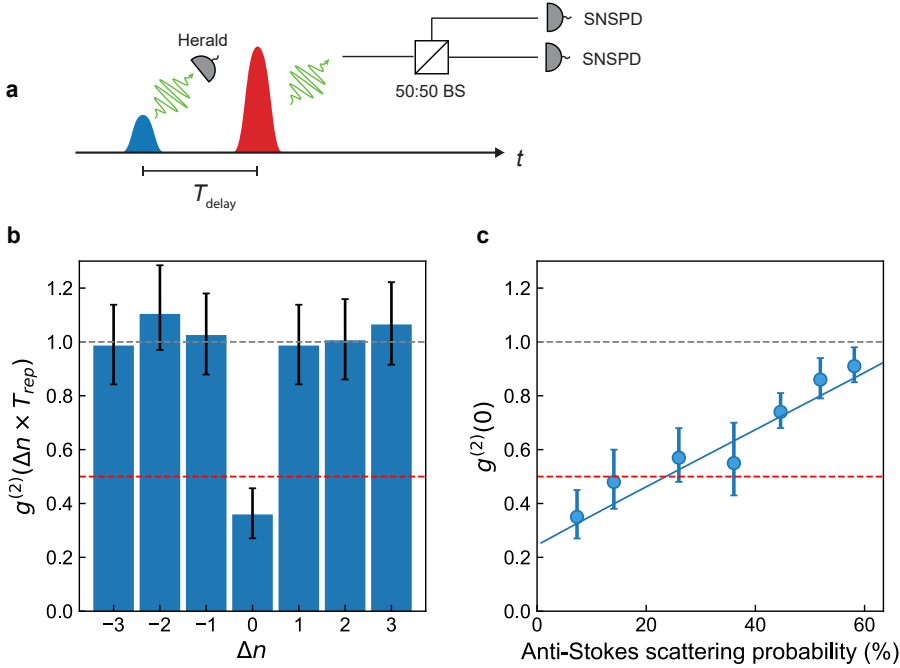 a
Herald
SNSPD
SNSPD
50:50 BS
t
T_delay
b
g^(2)(Δn × T_rep)
1.2
1.0
0.8
0.6
0.4
0.2
0.0
−3 −2 −1 0 1 2 3
Δn
c
g^(2)(0)
1.2
1.0
0.8
0.6
0.4
0.2
0.0
0 20 40 60
Anti-Stokes scattering probability (%)